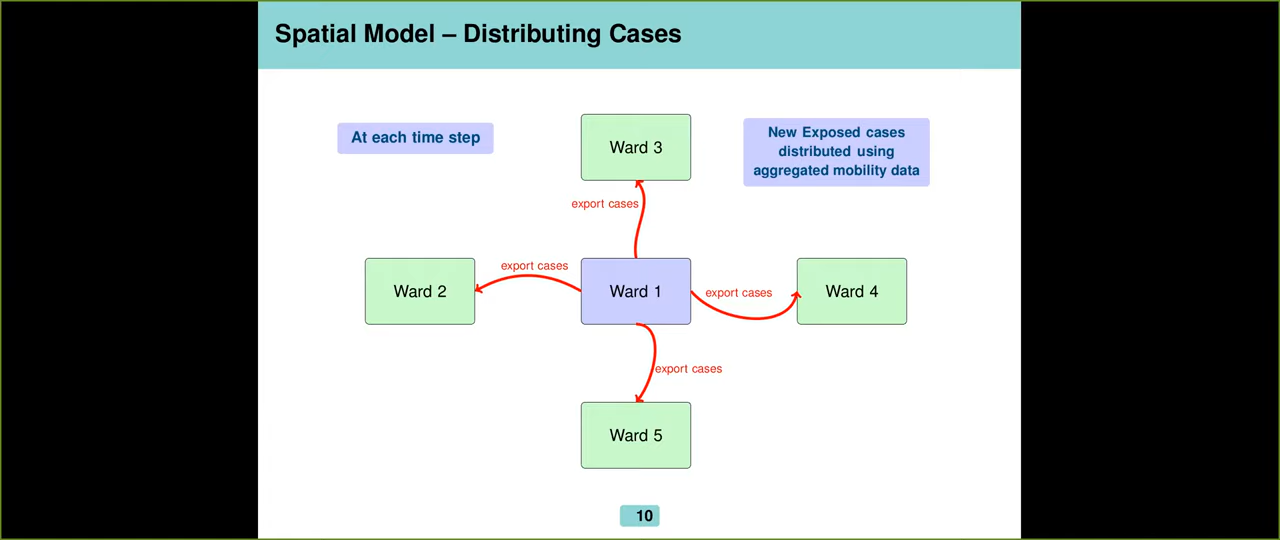 Spatial Model – Distributing Cases
At each time step
New Exposed cases
distributed using
aggregated mobility data
Ward 3
export cases
export cases
Ward 2
Ward 1
export cases
Ward 4
export cases
Ward 5
10